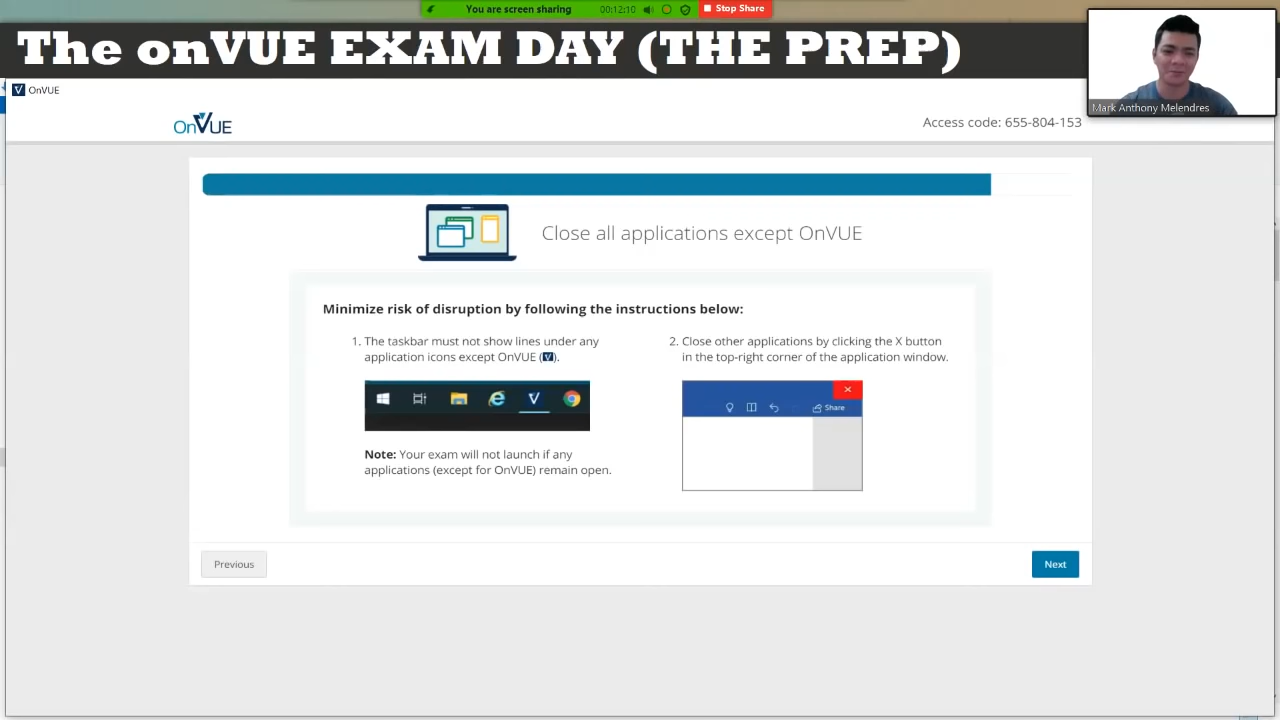 You are screen sharing 00:12:10 Stop Share
The onVUE EXAM DAY (THE PREP)
Mark Anthony Melendres
V OnVUE
OnVUE
Access code: 655-804-153
Close all applications except OnVUE
Minimize risk of disruption by following the instructions below:
1. The taskbar must not show lines under any
application icons except OnVUE (V).
2. Close other applications by clicking the X button
in the top-right corner of the application window.
Share
Note: Your exam will not launch if any
applications (except for OnVUE) remain open.
Previous
Next